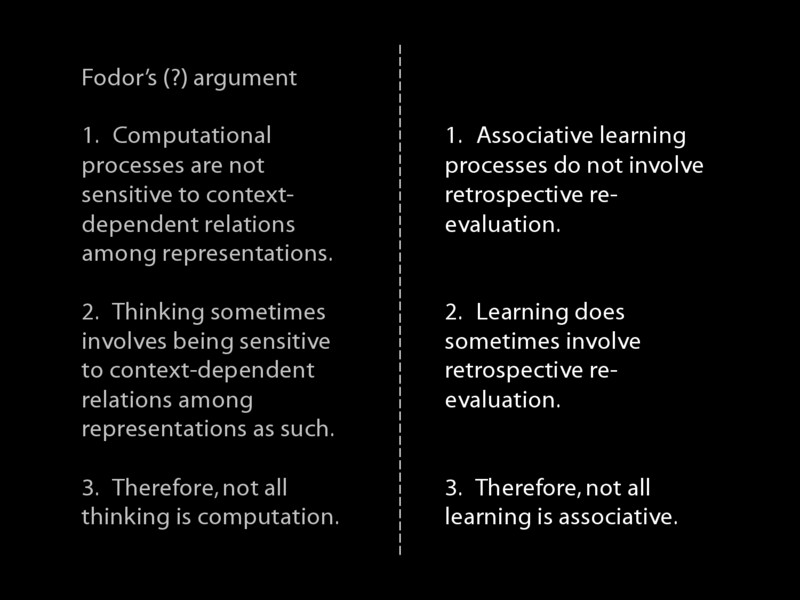 Fodor's (?) argument
1. Computational
processes are not
sensitive to context-
dependent relations
among representations.
2. Thinking sometimes
involves being sensitive
to context-dependent
relations among
representations as such.
3. Therefore, not all
thinking is computation.
1. Associative learning
processes do not involve
retrospective re-
evaluation.
2. Learning does
sometimes involve
retrospective re-
evaluation.
3. Therefore, not all
learning is associative.